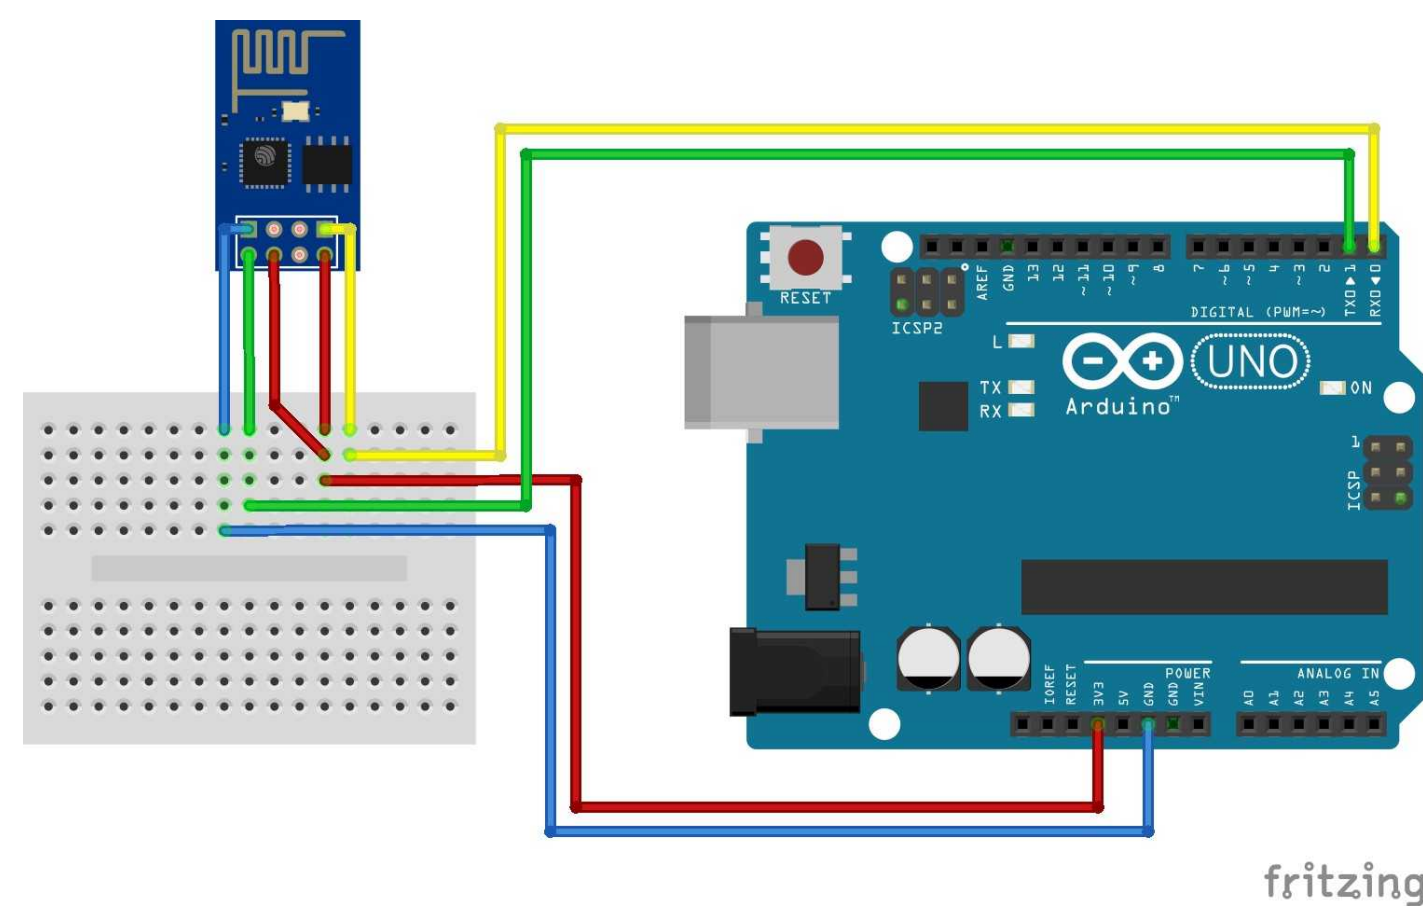 RESET
AREF
GND
13
12
~11
~10
~9
8
7
~6
~5
4
~3
2
TX0▶1
RX0◀0
ICSP2
DIGITAL (PWM=~)
L
TX
RX
UNO
Arduino™
ON
1
ICSP
IOREF
RESET
3V3
5V
GND
GND
VIN
POWER
ANALOG IN
A0
A1
A2
A3
A4
A5
fritzing